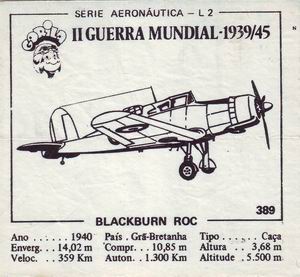 SERIE AERONÁUTICA - L 2
II GUERRA MUNDIAL-1939/45
389
BLACKBURN ROC
Ano . . . . . 1940 País . Grã-Bretanha Tipo . . . . . Caça
Enverg. . . 14,02 m Compr. . . 10,85 m Altura . . 3,68 m
Veloc. . . 359 Km Auton. . 1.300 Km Altitude . 5.500 m